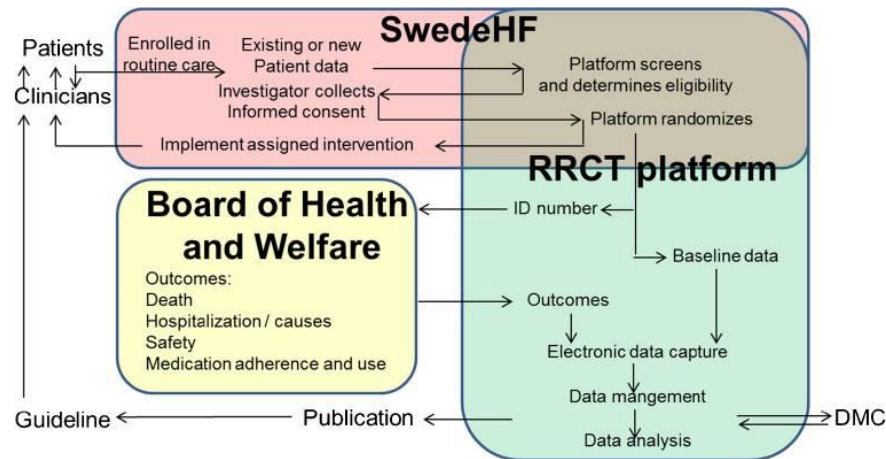 SwedeHF
Patients
Clinicians
Enrolled in
routine care
Existing or new
Patient data
Investigator collects
Informed consent
Platform screens
and determines eligibility
Platform randomizes
Implement assigned intervention
RRCT platform
Board of Health
and Welfare
Outcomes:
Death
Hospitalization / causes
Safety
Medication adherence and use
ID number
Baseline data
Outcomes
Electronic data capture
Data mangement
Data analysis
Guideline
Publication
DMC